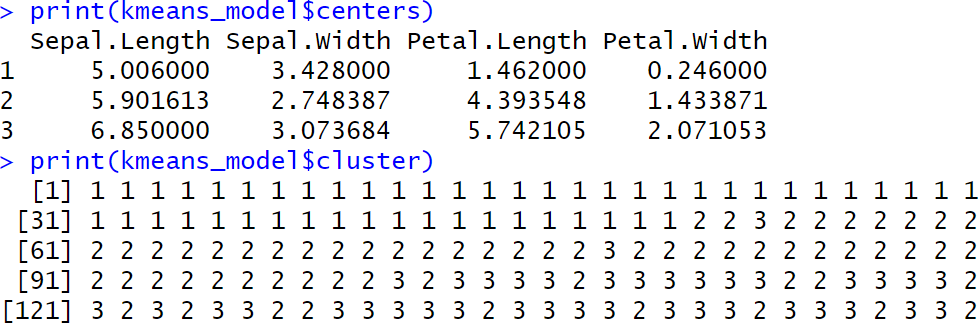 > print(kmeans_model$centers)
  Sepal.Length Sepal.Width Petal.Length Petal.Width
1     5.006000    3.428000     1.462000    0.246000
2     5.901613    2.748387     4.393548    1.433871
3     6.850000    3.073684     5.742105    2.071053
> print(kmeans_model$cluster)
  [1] 1 1 1 1 1 1 1 1 1 1 1 1 1 1 1 1 1 1 1 1 1 1 1 1 1 1 1 1 1 1
 [31] 1 1 1 1 1 1 1 1 1 1 1 1 1 1 1 1 1 1 1 1 2 2 3 2 2 2 2 2 2 2
 [61] 2 2 2 2 2 2 2 2 2 2 2 2 2 2 2 2 2 3 2 2 2 2 2 2 2 2 2 2 2 2
 [91] 2 2 2 2 2 2 2 2 2 2 3 2 3 3 3 3 2 3 3 3 3 3 3 2 2 3 3 3 3 2
[121] 3 2 3 2 3 3 2 2 3 3 3 3 3 2 3 3 3 3 2 3 3 3 2 3 3 3 2 3 3 2